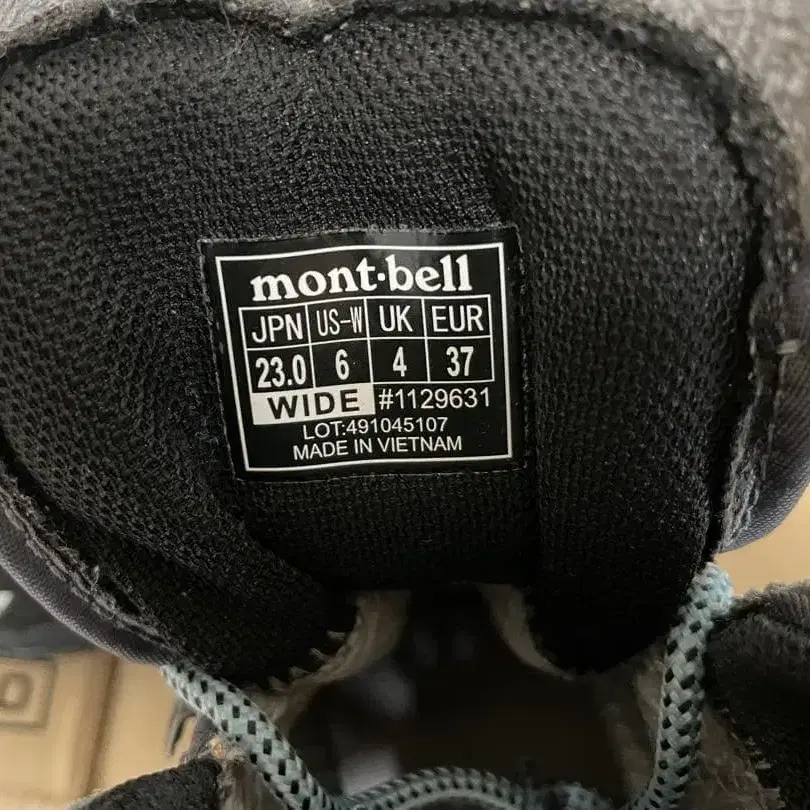 mont·bell
JPN US-W UK EUR
23.0 6 4 37
WIDE #1129631
LOT:491045107
MADE IN VIETNAM